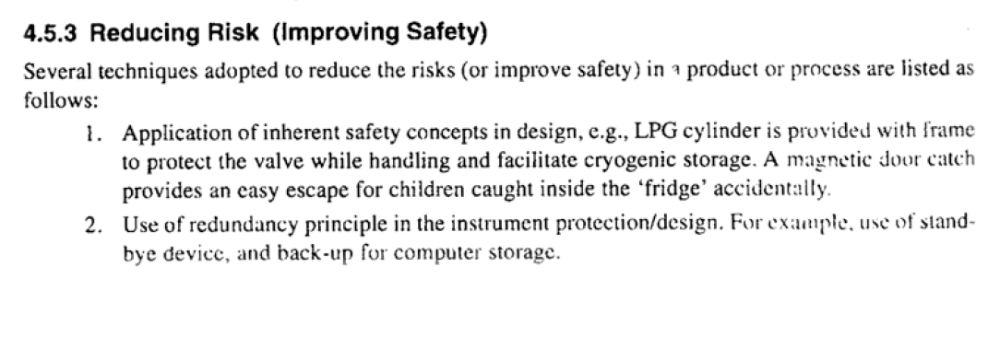 4.5.3 Reducing Risk (Improving Safety)
Several techniques adopted to reduce the risks (or improve safety) in a product or process are listed as
follows:
1. Application of inherent safety concepts in design, e.g., LPG cylinder is provided with frame
to protect the valve while handling and facilitate cryogenic storage. A magnetic door catch
provides an easy escape for children caught inside the ‘fridge’ accidentally.
2. Use of redundancy principle in the instrument protection/design. For example, use of stand-
bye device, and back-up for computer storage.